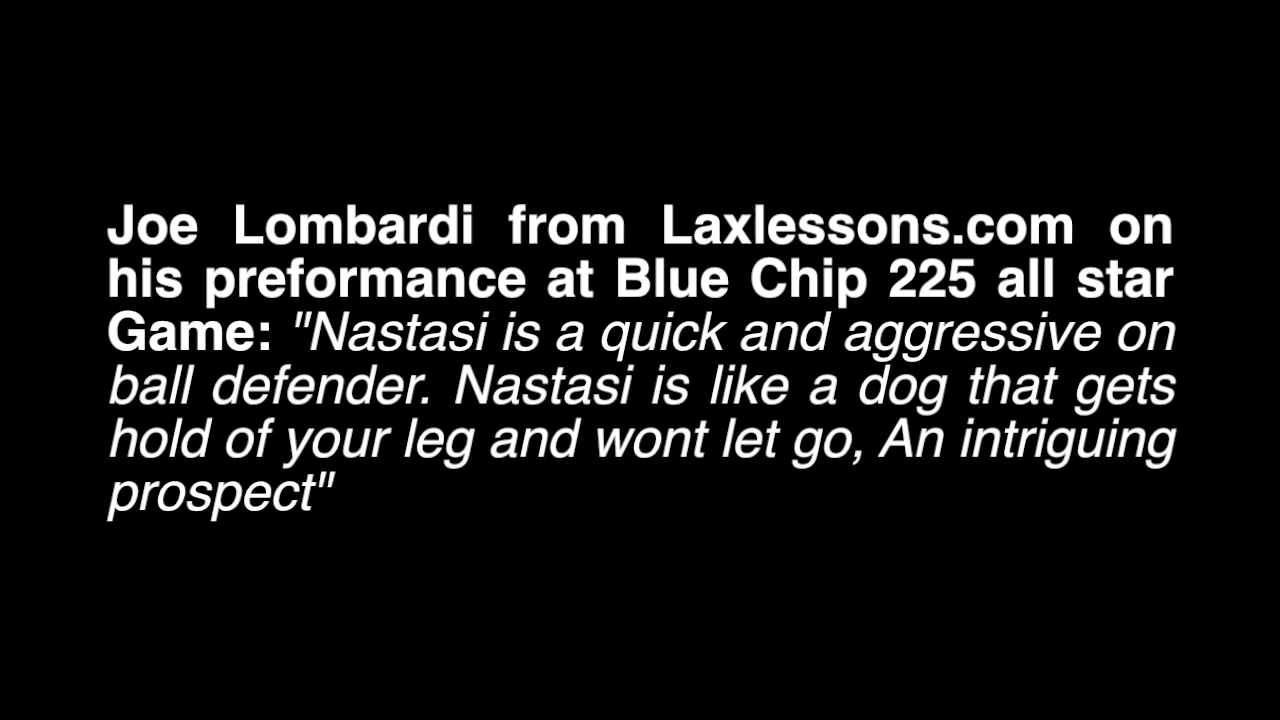 Joe Lombardi from Laxlessons.com on
his preformance at Blue Chip 225 all star
Game: "Nastasi is a quick and aggressive on
ball defender. Nastasi is like a dog that gets
hold of your leg and wont let go, An intriguing
prospect"